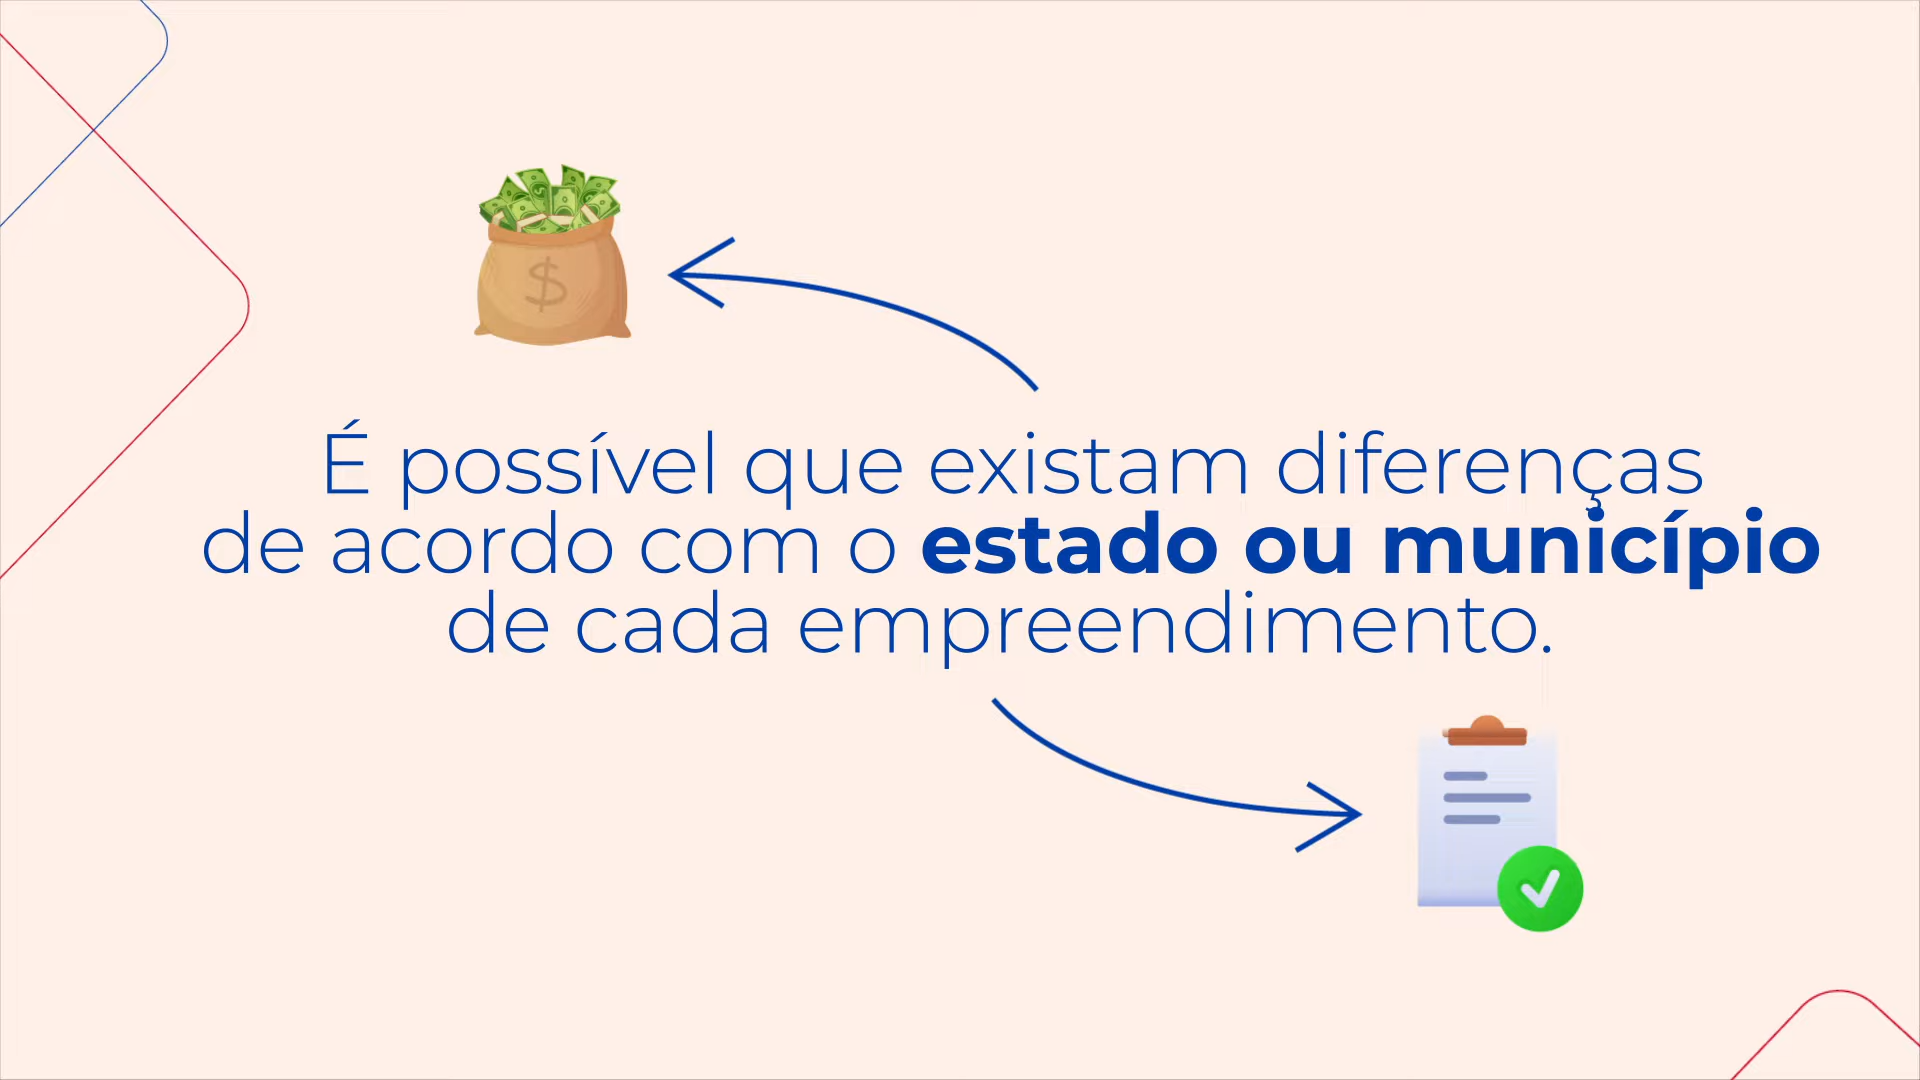 É possível que existam diferenças
de acordo com o estado ou município
de cada empreendimento.
$